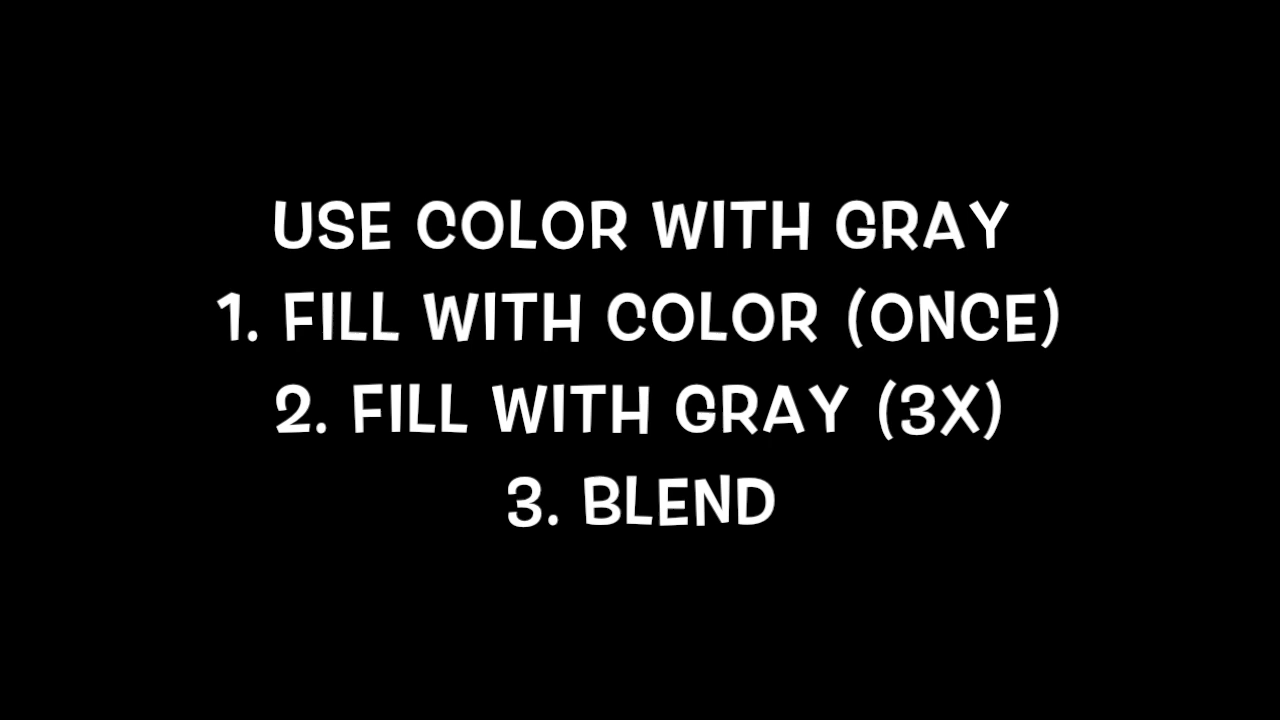 USE COLOR WITH GRAY
1. FILL WITH COLOR (ONCE)
2. FILL WITH GRAY (3X)
3. BLEND